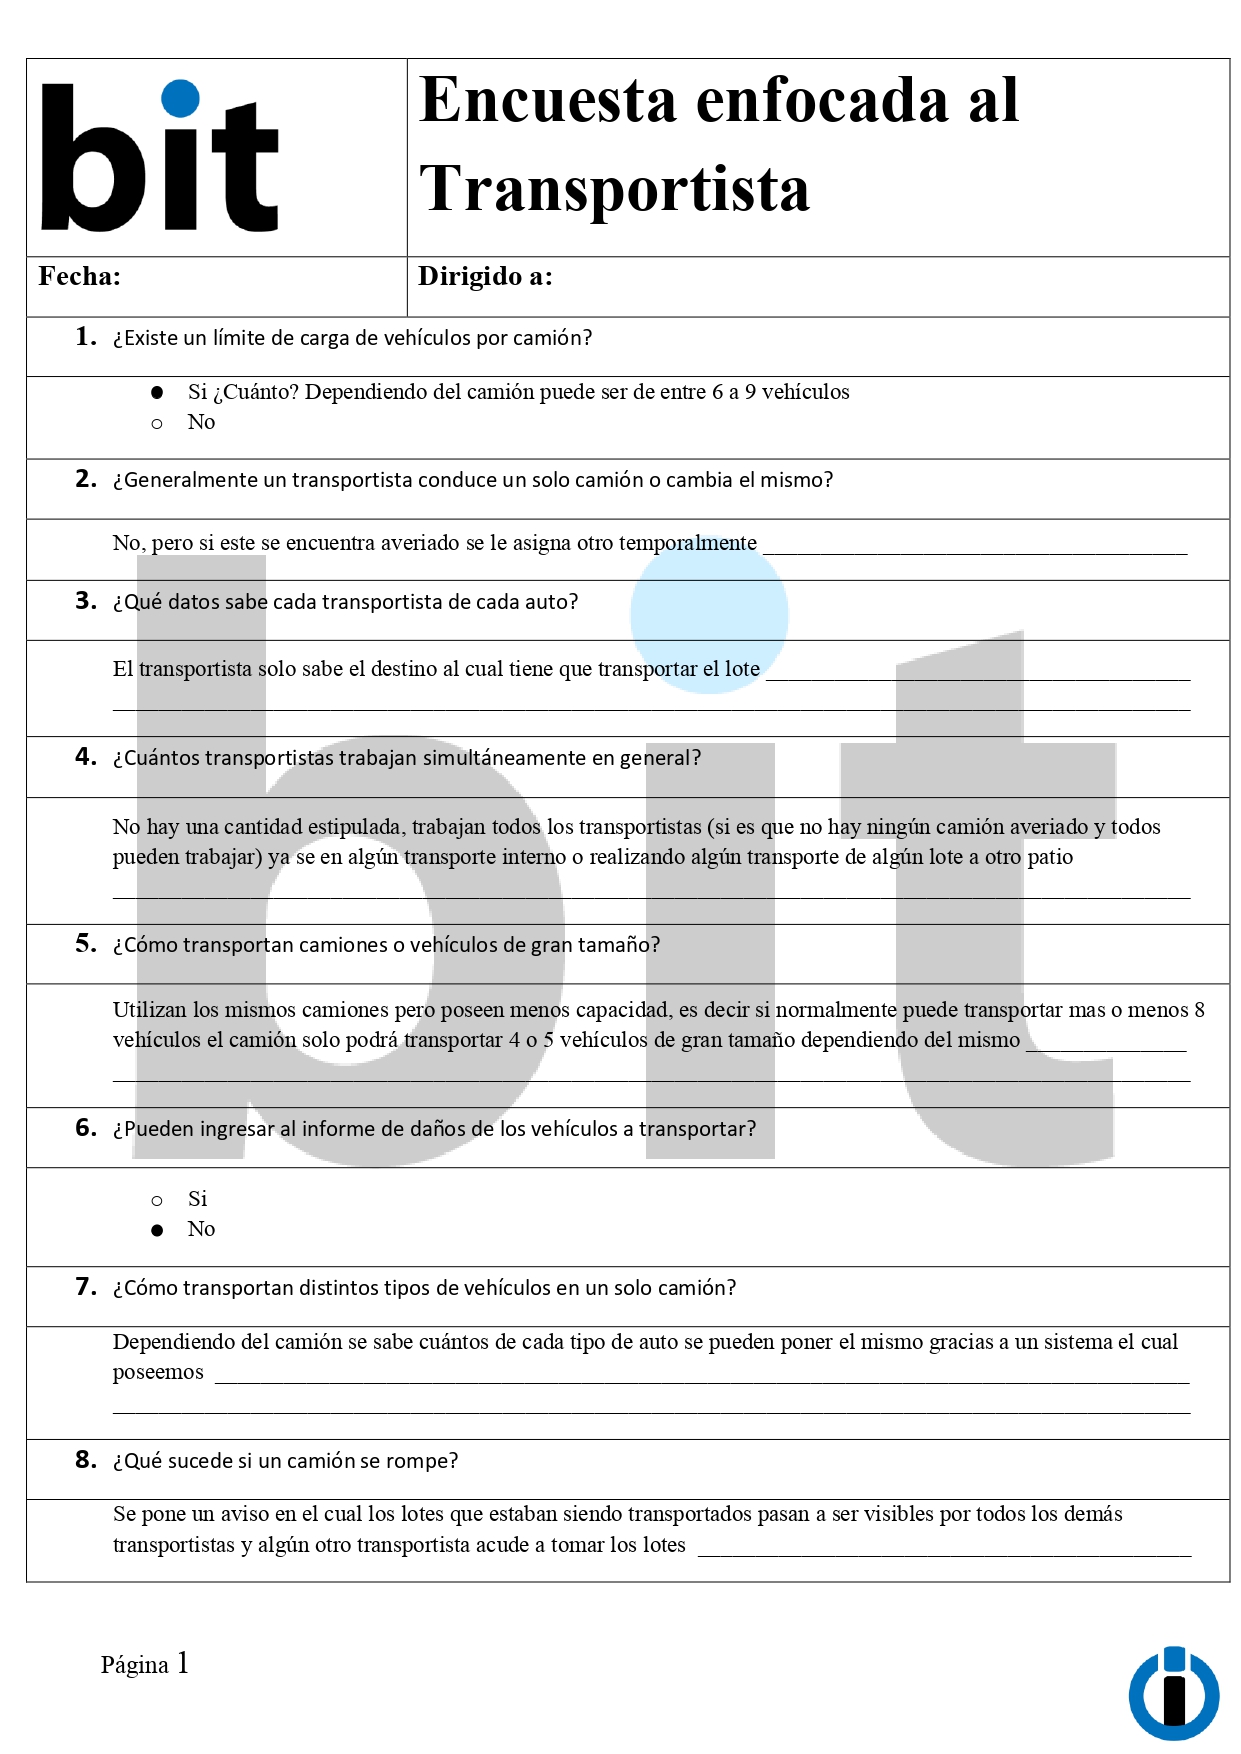 bit
Encuesta enfocada al
Transportista
Fecha:
Dirigido a:
1. ¿Existe un límite de carga de vehículos por camión?
● Si ¿Cuánto? Dependiendo del camión puede ser de entre 6 a 9 vehículos
○ No
2. ¿Generalmente un transportista conduce un solo camión o cambia el mismo?
No, pero si este se encuentra averiado se le asigna otro temporalmente
3. ¿Qué datos sabe cada transportista de cada auto?
El transportista solo sabe el destino al cual tiene que transportar el lote
4. ¿Cuántos transportistas trabajan simultáneamente en general?
No hay una cantidad estipulada, trabajan todos los transportistas (si es que no hay ningún camión averiado y todos
pueden trabajar) ya se en algún transporte interno o realizando algún transporte de algún lote a otro patio
5. ¿Cómo transportan camiones o vehículos de gran tamaño?
Utilizan los mismos camiones pero poseen menos capacidad, es decir si normalmente puede transportar mas o menos 8
vehículos el camión solo podrá transportar 4 o 5 vehículos de gran tamaño dependiendo del mismo
6. ¿Pueden ingresar al informe de daños de los vehículos a transportar?
○ Si
● No
7. ¿Cómo transportan distintos tipos de vehículos en un solo camión?
Dependiendo del camión se sabe cuántos de cada tipo de auto se pueden poner el mismo gracias a un sistema el cual
poseemos
8. ¿Qué sucede si un camión se rompe?
Se pone un aviso en el cual los lotes que estaban siendo transportados pasan a ser visibles por todos los demás
transportistas y algún otro transportista acude a tomar los lotes
Página 1